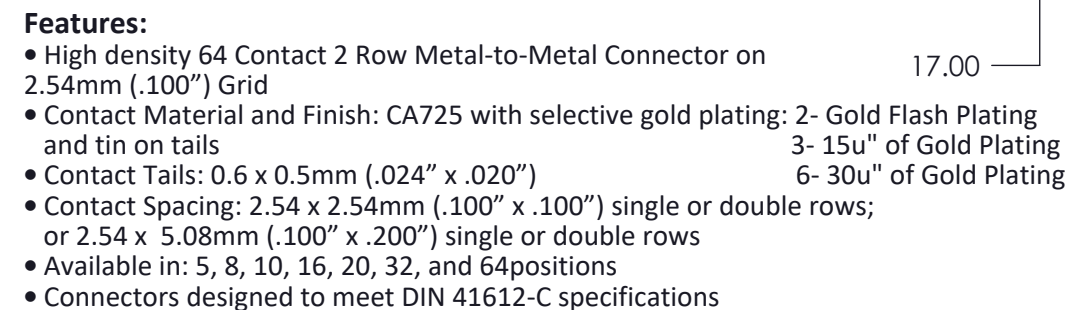 Features:
• High density 64 Contact 2 Row Metal-to-Metal Connector on
2.54mm (.100”) Grid
17.00
• Contact Material and Finish: CA725 with selective gold plating: 2- Gold Flash Plating
and tin on tails 3- 15u" of Gold Plating
• Contact Tails: 0.6 x 0.5mm (.024” x .020”) 6- 30u" of Gold Plating
• Contact Spacing: 2.54 x 2.54mm (.100” x .100”) single or double rows;
or 2.54 x 5.08mm (.100” x .200”) single or double rows
• Available in: 5, 8, 10, 16, 20, 32, and 64positions
• Connectors designed to meet DIN 41612-C specifications